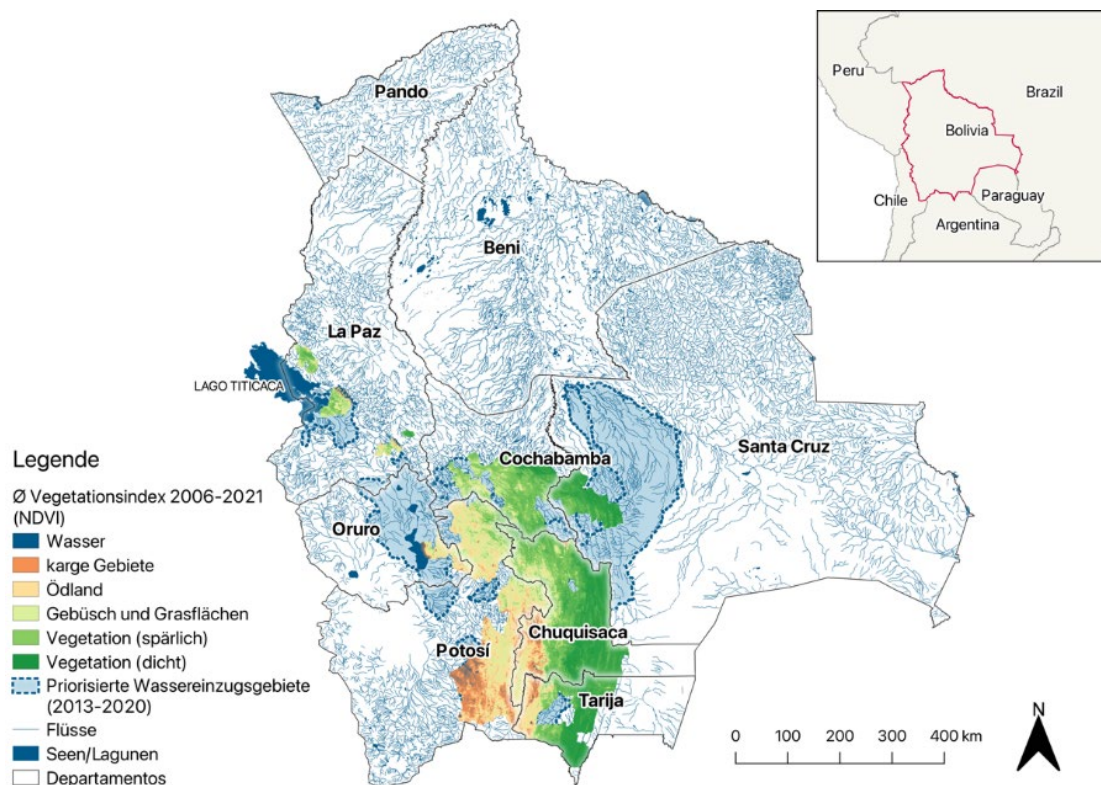 Pando
Beni
La Paz
LAGO TITICACA
Cochabamba
Santa Cruz
Oruro
Chuquisaca
Potosí
Tarija
Peru
Brazil
Bolivia
Chile
Paraguay
Argentina
Legende
Ø Vegetationsindex 2006-2021
(NDVI)
Wasser
karge Gebiete
Ödland
Gebüsch und Grasflächen
Vegetation (spärlich)
Vegetation (dicht)
Priorisierte Wassereinzugsgebiete
(2013-2020)
Flüsse
Seen/Lagunen
Departamentos
0 100 200 300 400 km
N